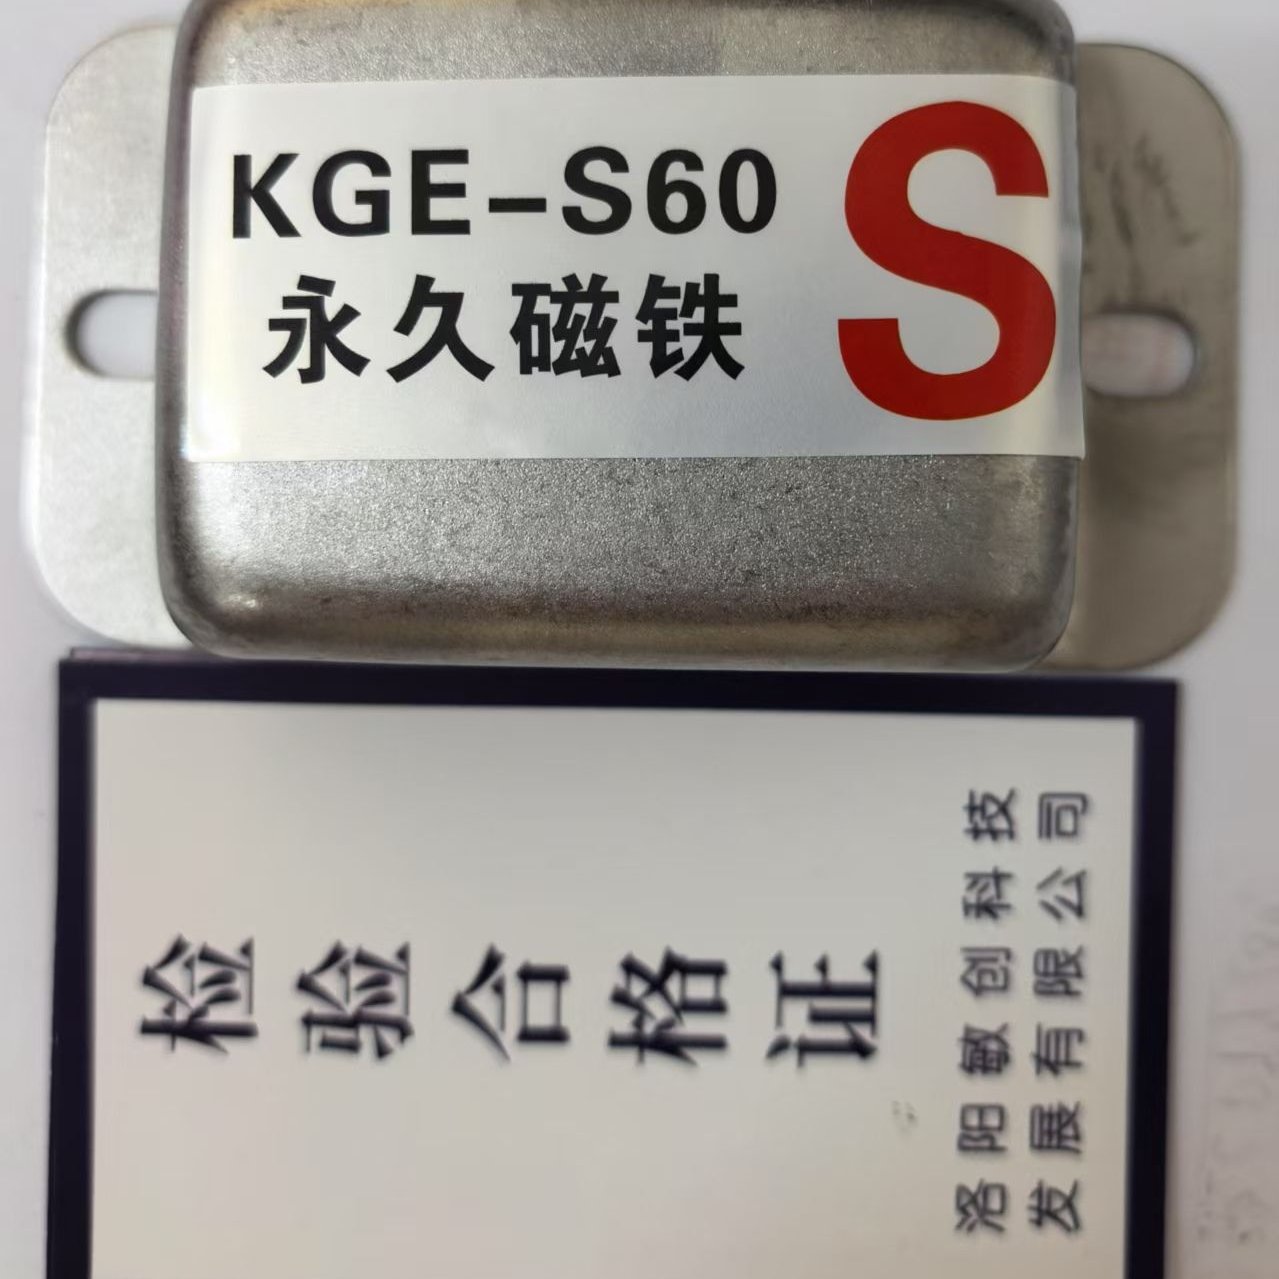 KGE-S60
永久磁铁
S
检验合格证
洛阳敏创科技
发展有限公司